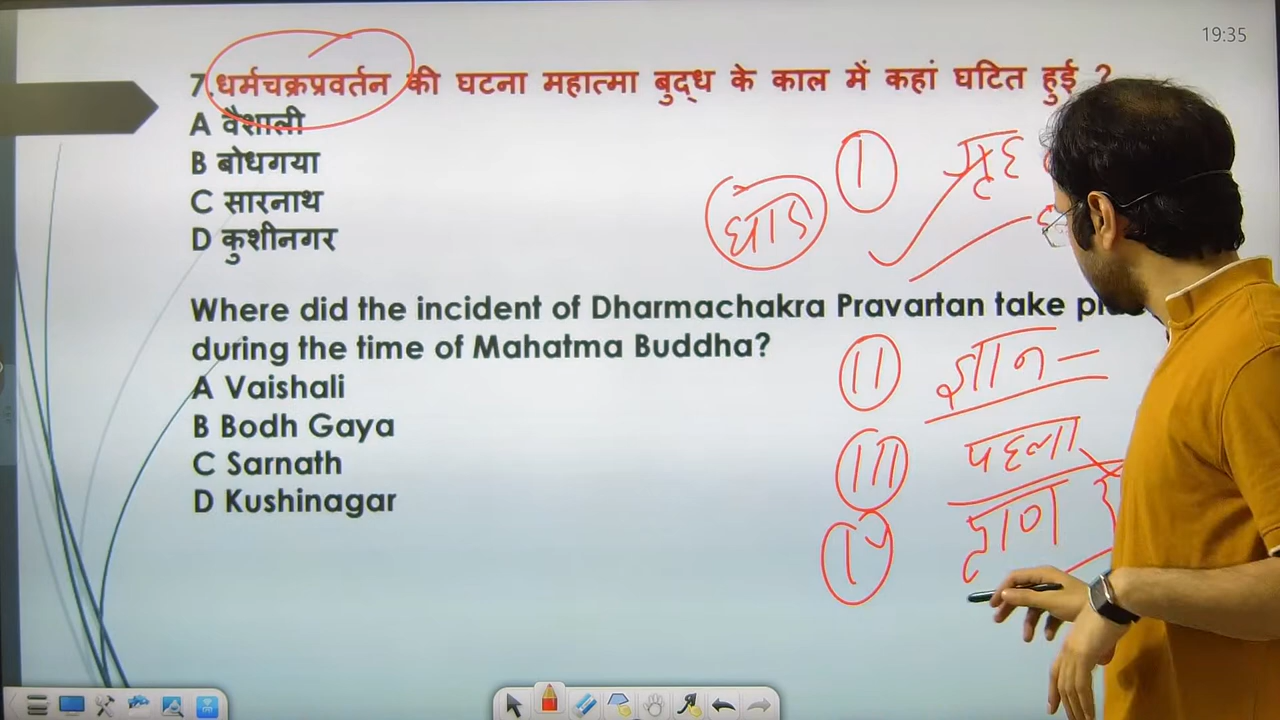 19:35
7.धर्मचक्रप्रवर्तन की घटना महात्मा बुद्ध के काल में कहां घटित हुई ?
A वैशाली
B बोधगया
C सारनाथ
D कुशीनगर
I गृह
Where did the incident of Dharmachakra Pravartan take
during the time of Mahatma Buddha?
A Vaishali
B Bodh Gaya
C Sarnath
D Kushinagar
II ज्ञान -
III पहला
IV